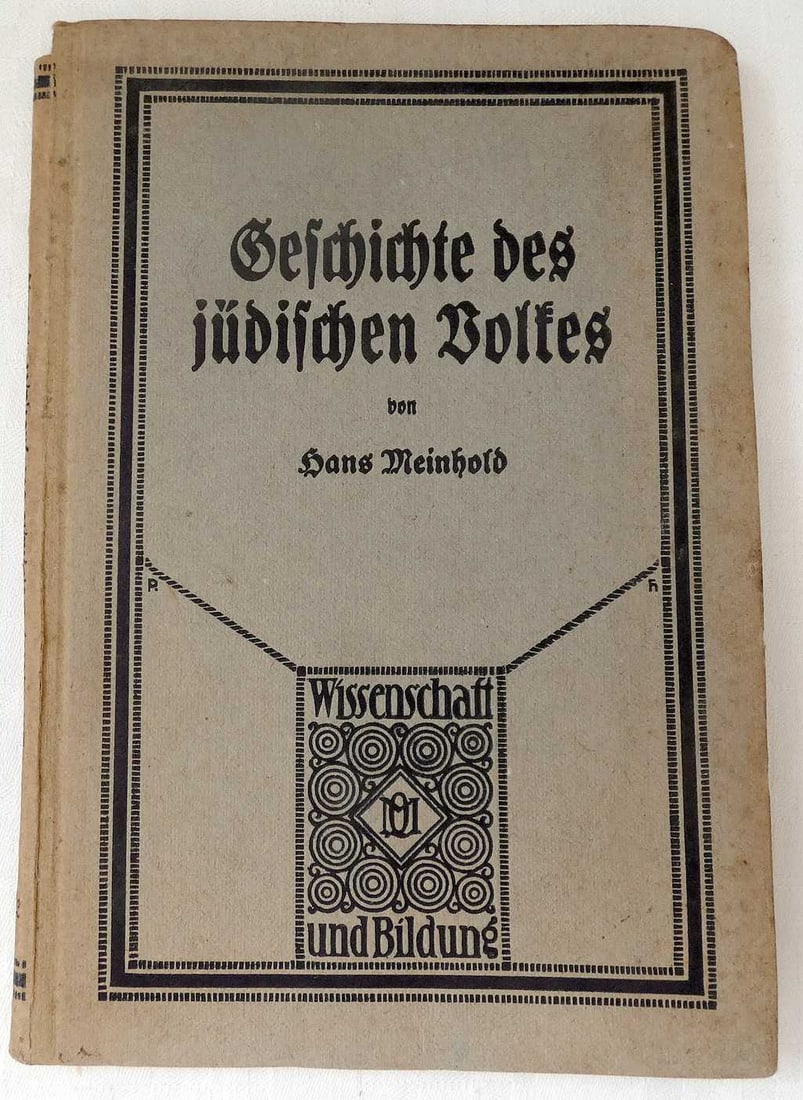 Geschichte des
jüdischen Volkes
von
Hans Meinhold
P.
h
Wissenschaft
und Bildung